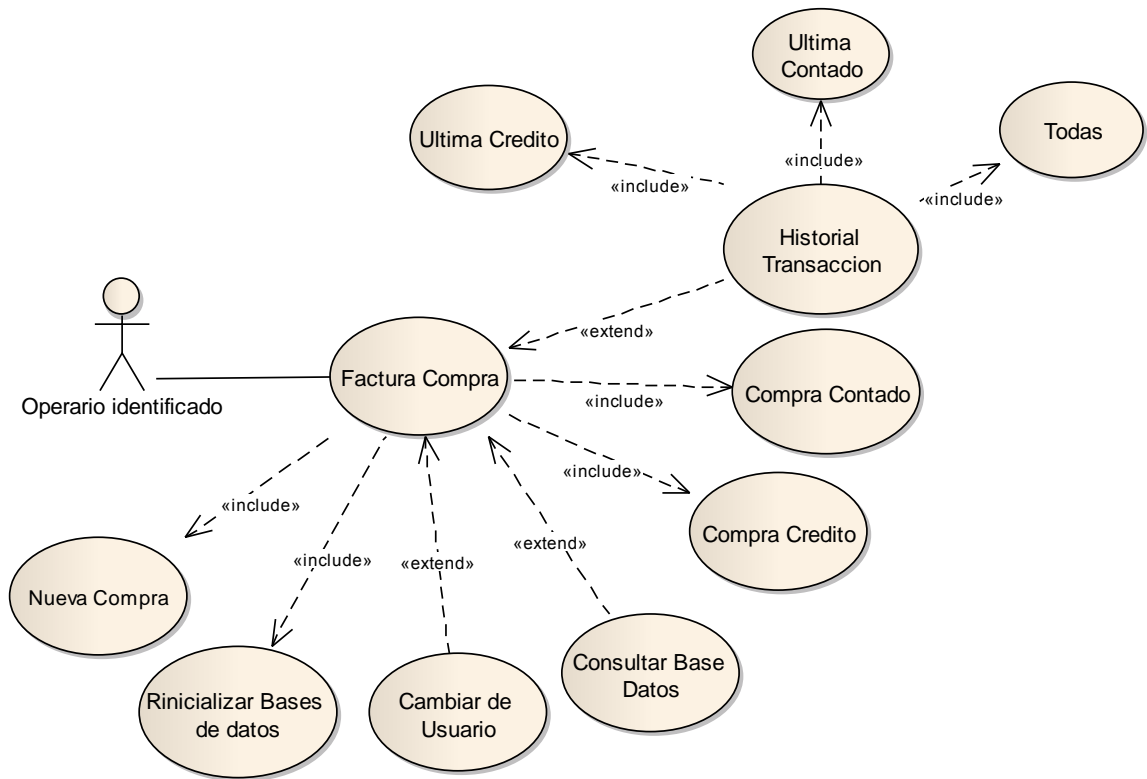 Ultima
Contado
Ultima Credito
Todas
«include»
«include»
«include»
Historial
Transaccion
«extend»
Factura Compra
Operario identificado
«include»
Compra Contado
«include»
Compra Credito
«include»
«include»
«extend»
«extend»
Nueva Compra
Rinicializar Bases
de datos
Cambiar de
Usuario
Consultar Base
Datos